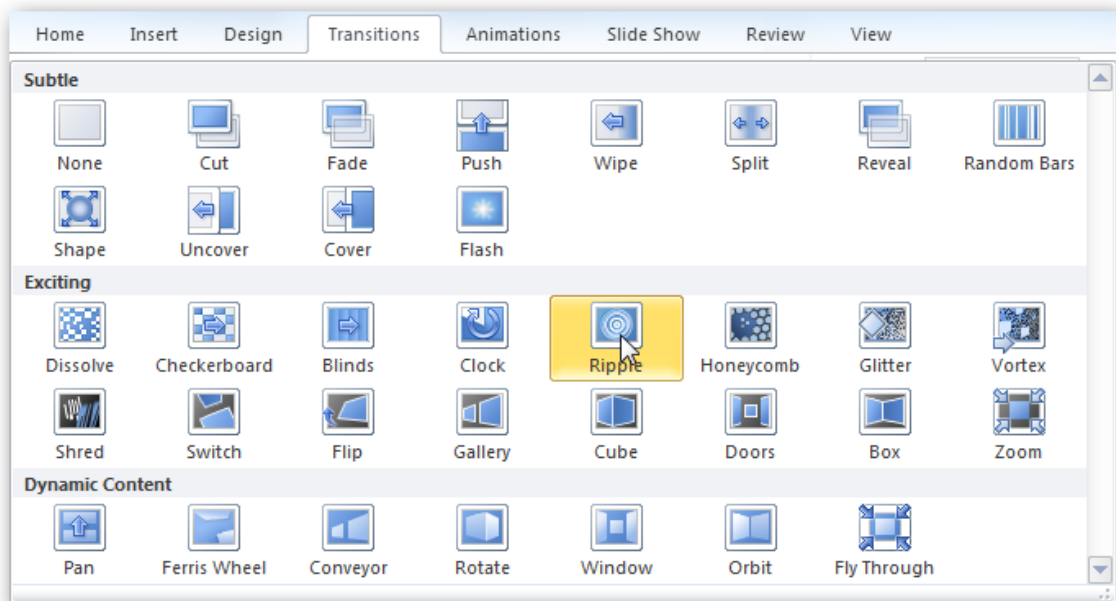 Home Insert Design Transitions Animations Slide Show Review View
Subtle
None Cut Fade Push Wipe Split Reveal Random Bars
Shape Uncover Cover Flash
Exciting
Dissolve Checkerboard Blinds Clock Ripple Honeycomb Glitter Vortex
Shred Switch Flip Gallery Cube Doors Box Zoom
Dynamic Content
Pan Ferris Wheel Conveyor Rotate Window Orbit Fly Through